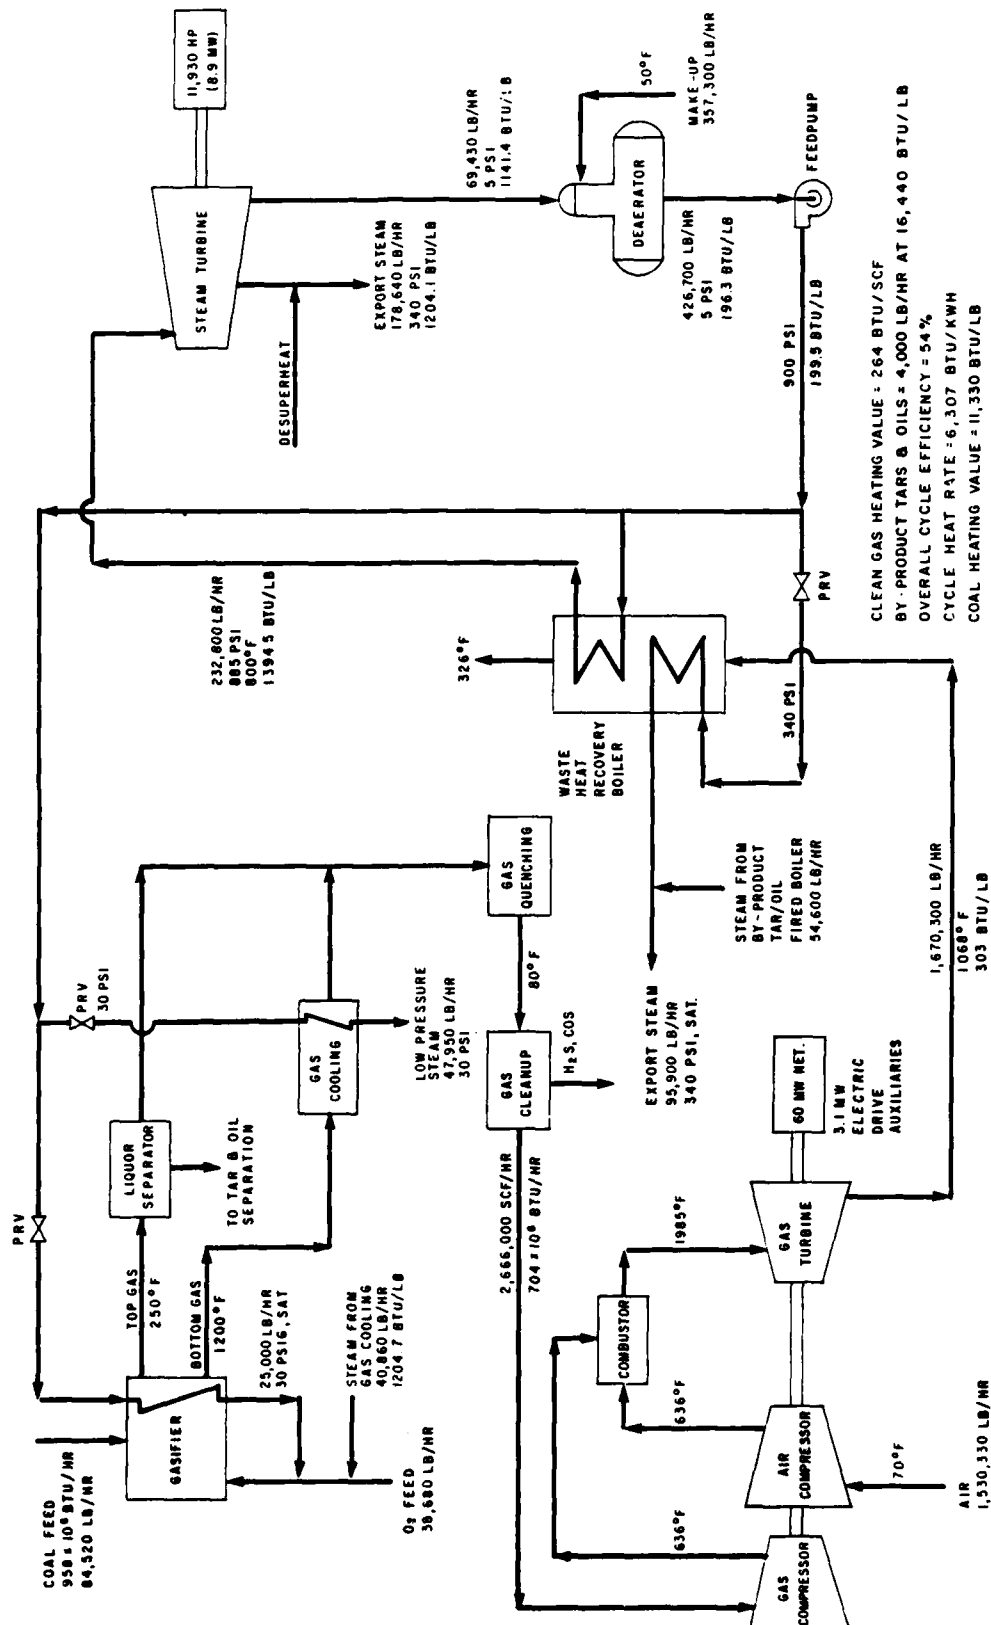 COAL FEED
958 x 10⁶ BTU/HR
84,520 LB/HR
GASIFIER
PRV
O₂ FEED
38,680 LB/HR
STEAM FROM
GAS COOLING
40,860 LB/HR
1204.7 BTU/LB
25,000 LB/HR
30 PSIG, SAT
TOP GAS
250°F
BOTTOM GAS
1200°F
LIQUOR
SEPARATOR
TO TAR & OIL
SEPARATION
PRV
30 PSI
GAS
COOLING
LOW PRESSURE
STEAM
47,950 LB/HR
30 PSI
GAS
QUENCHING
80°F
GAS
CLEANUP
H₂S, COS
2,666,000 SCF/HR
704 x 10⁶ BTU/HR
GAS
COMPRESSOR
636°F
AIR
COMPRESSOR
636°F
70°F
AIR
1,530,330 LB/HR
COMBUSTOR
1985°F
GAS
TURBINE
60 MW NET.
3.1 MW
ELECTRIC
DRIVE
AUXILIARIES
1,670,300 LB/HR
1068°F
303 BTU/LB
EXPORT STEAM
95,900 LB/HR
340 PSI, SAT.
STEAM FROM
BY-PRODUCT
TAR/OIL
FIRED BOILER
54,600 LB/HR
WASTE
HEAT
RECOVERY
BOILER
326°F
340 PSI
PRV
232,800 LB/HR
885 PSI
800°F
1394.5 BTU/LB
STEAM TURBINE
11,930 HP
(8.9 MW)
DESUPERHEAT
EXPORT STEAM
178,640 LB/HR
340 PSI
1204.1 BTU/LB
69,430 LB/HR
5 PSI
1141.4 BTU/LB
50°F
MAKE-UP
357,300 LB/HR
DEAERATOR
426,700 LB/HR
5 PSI
196.3 BTU/LB
FEEDPUMP
900 PSI
199.5 BTU/LB
CLEAN GAS HEATING VALUE = 264 BTU/SCF
BY-PRODUCT TARS & OILS = 4,000 LB/HR AT 16,440 BTU/LB
OVERALL CYCLE EFFICIENCY = 54%
CYCLE HEAT RATE = 6,307 BTU/KWH
COAL HEATING VALUE = 11,330 BTU/LB